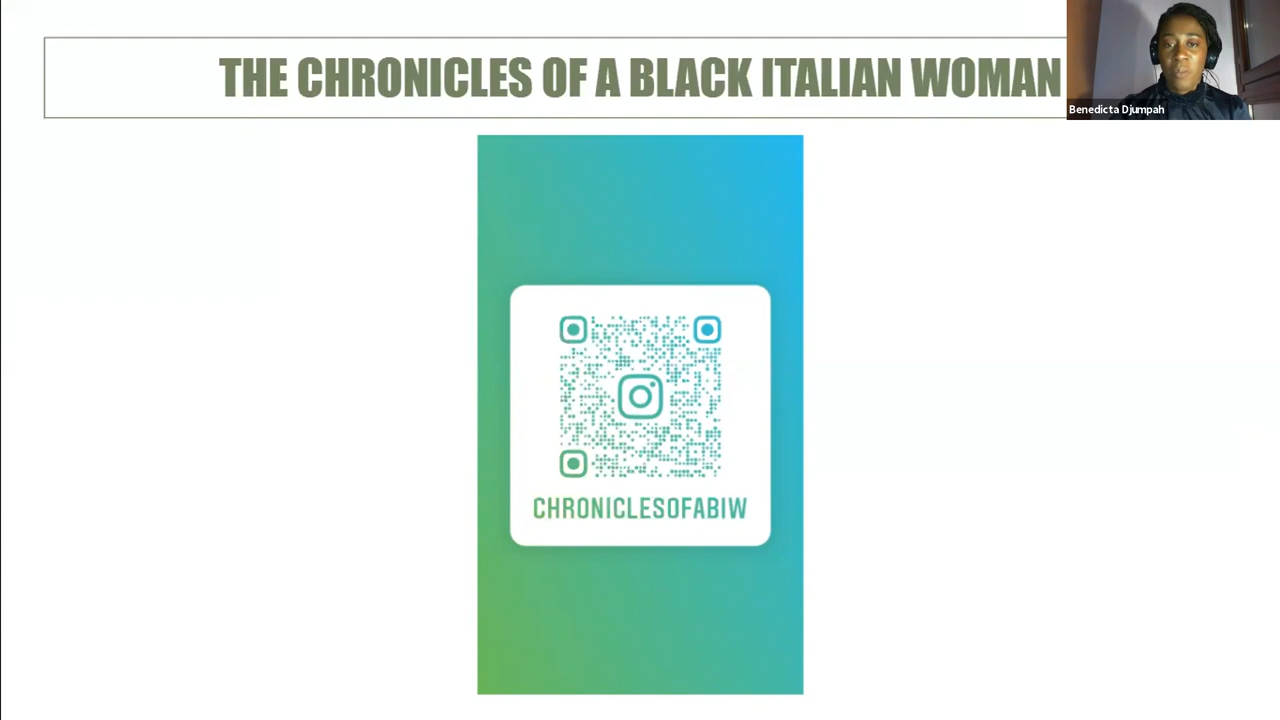 THE CHRONICLES OF A BLACK ITALIAN WOMAN
Benedicta Djumpah
CHRONICLESOFABIW